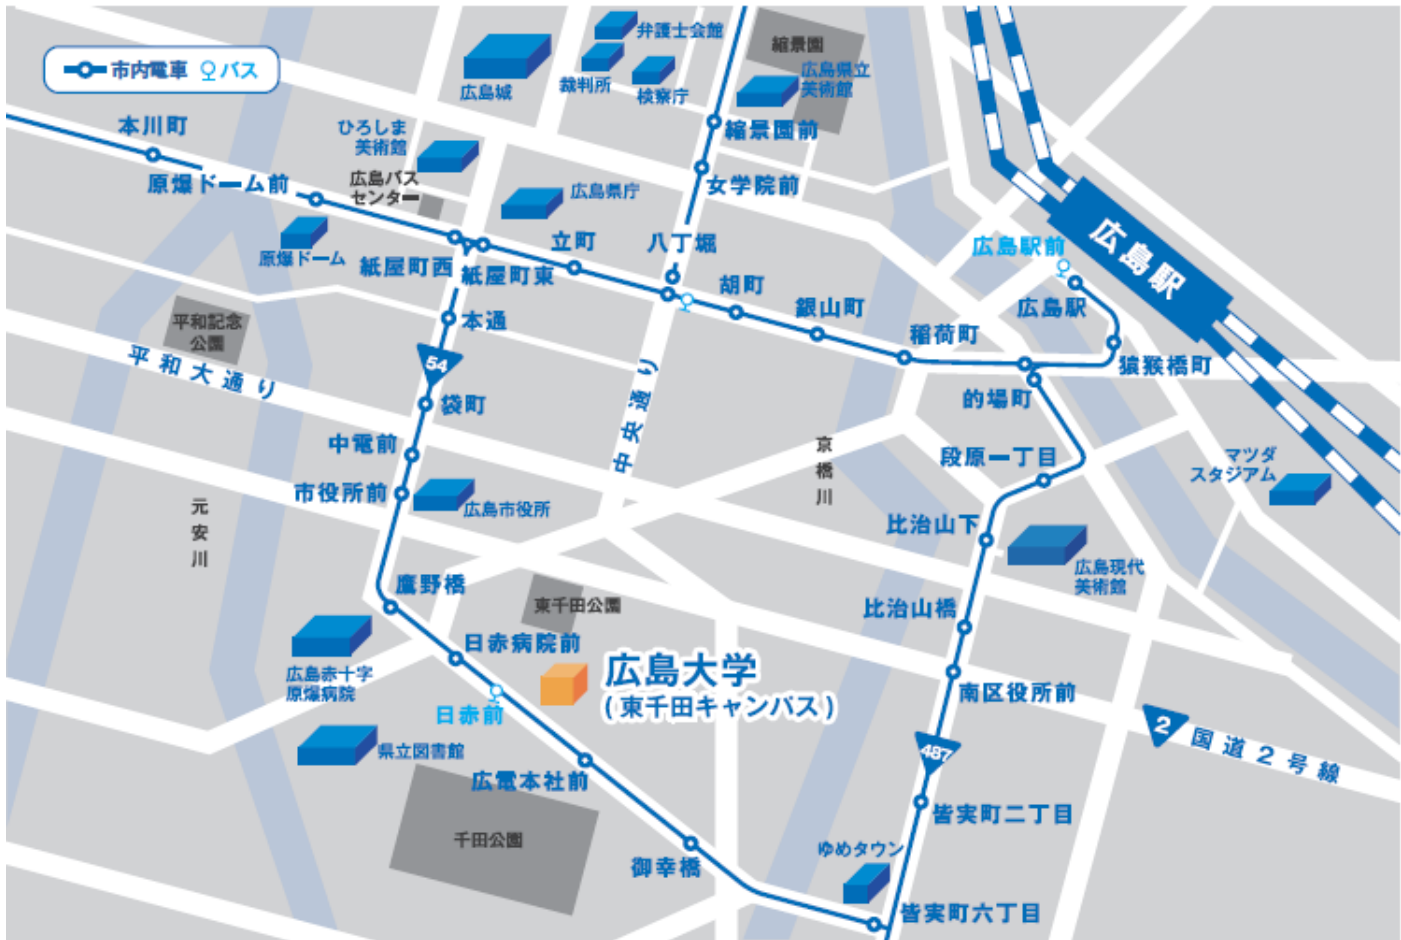 市内電車 バス
弁護士会館
縮景園
広島城
裁判所
検察庁
広島県立
美術館
本川町
ひろしま
美術館
縮景園前
原爆ドーム前
広島バス
センター
広島県庁
女学院前
原爆ドーム
紙屋町西
紙屋町東
立町
八丁堀
胡町
銀山町
稲荷町
広島駅前
広島駅
広島駅
猿猴橋町
的場町
平和記念
公園
平和大通り
本通
54
袋町
中央通り
中電前
市役所前
広島市役所
元安川
京橋川
段原一丁目
マツダ
スタジアム
比治山下
広島現代
美術館
鷹野橋
東千田公園
比治山橋
日赤病院前
広島大学
(東千田キャンパス)
広島赤十字
原爆病院
日赤前
南区役所前
県立図書館
広電本社前
487
2
国道2号線
千田公園
皆実町二丁目
御幸橋
ゆめタウン
皆実町六丁目